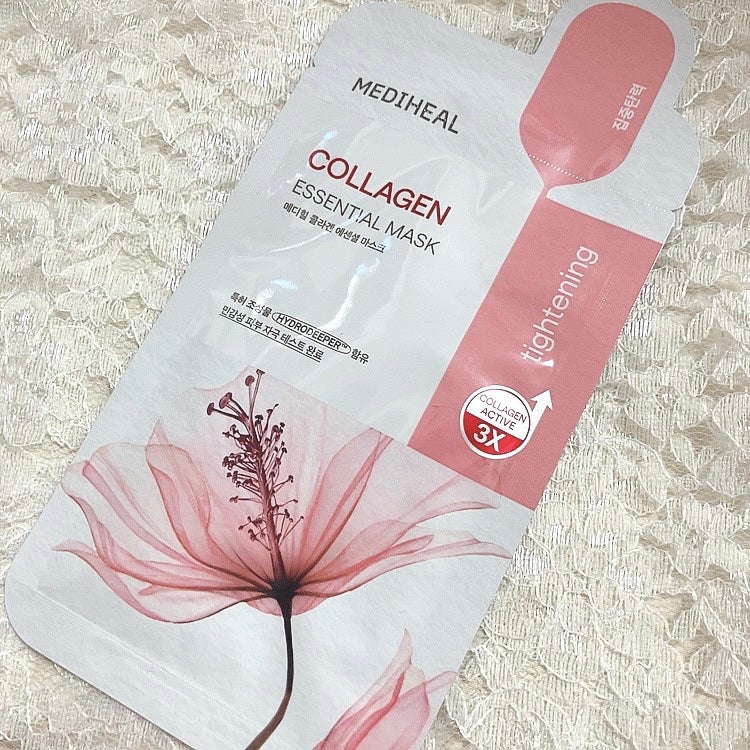 MEDIHEAL
COLLAGEN
ESSENTIAL MASK
메디힐 콜라겐 에센셜 마스크
특허 조성물 HYDRODEEPER™ 함유
민감성 피부 자극 테스트 완료
집중탄력
tightening
COLLAGEN
ACTIVE
3X